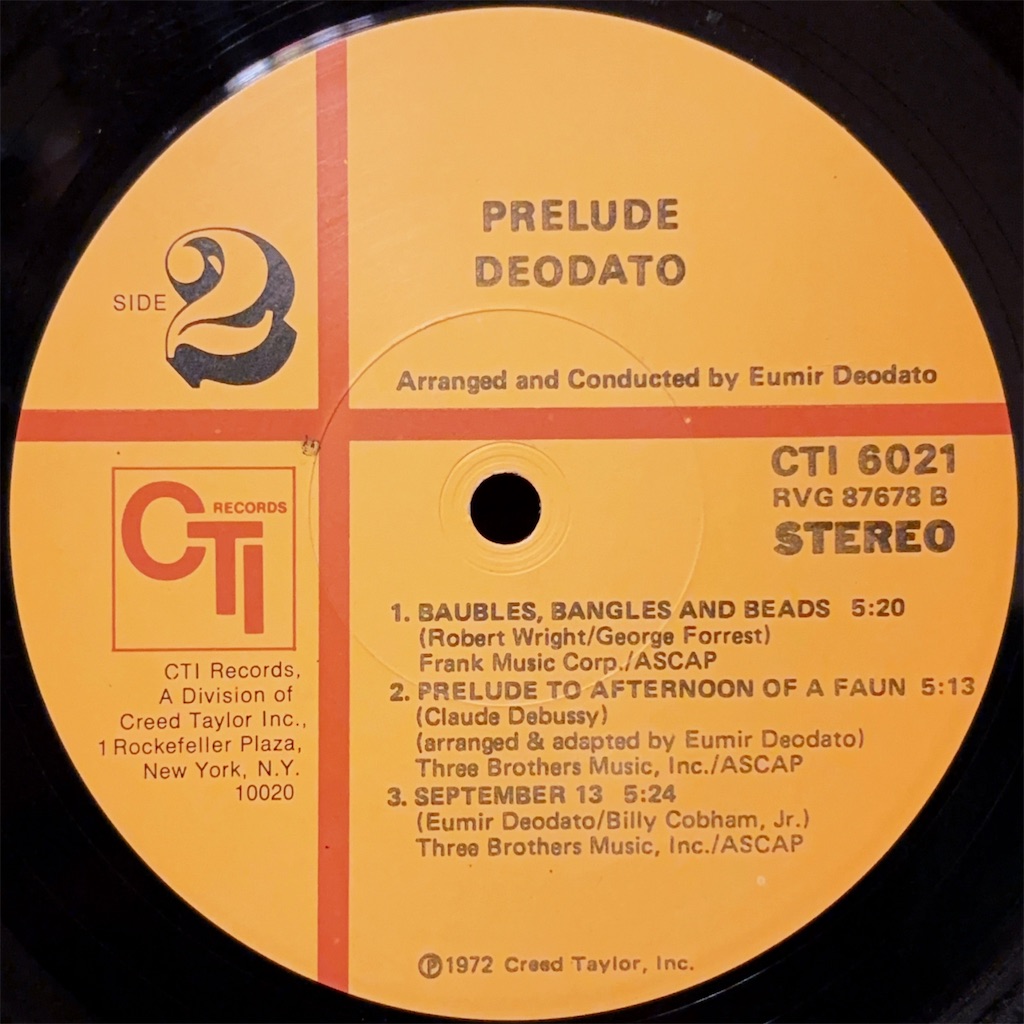 PRELUDE
DEODATO
SIDE 2
Arranged and Conducted by Eumir Deodato
CTI RECORDS
CTI 6021
RVG 87678 B
STEREO
1. BAUBLES, BANGLES AND BEADS 5:20
(Robert Wright/George Forrest)
Frank Music Corp./ASCAP
2. PRELUDE TO AFTERNOON OF A FAUN 5:13
(Claude Debussy)
(arranged & adapted by Eumir Deodato)
Three Brothers Music, Inc./ASCAP
3. SEPTEMBER 13 5:24
(Eumir Deodato/Billy Cobham, Jr.)
Three Brothers Music, Inc./ASCAP
CTI Records,
A Division of
Creed Taylor Inc.,
1 Rockefeller Plaza,
New York, N.Y.
10020
℗1972 Creed Taylor, Inc.